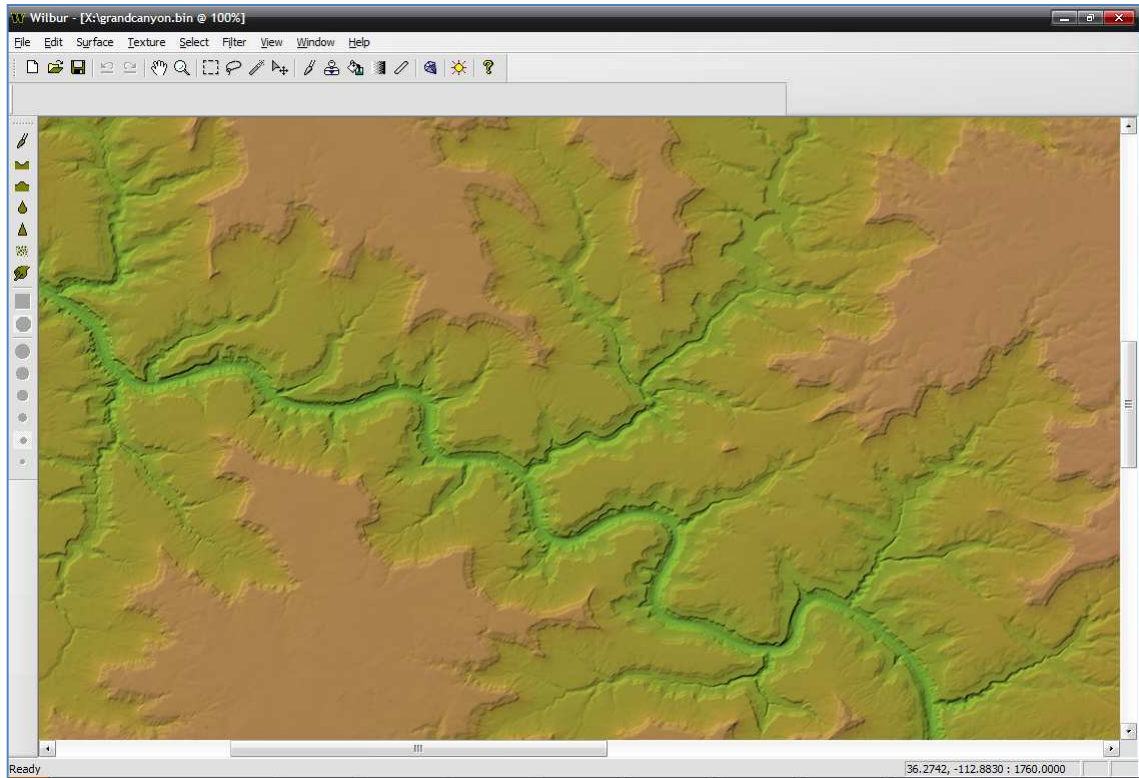 Wilbur - [X:\grandcanyon.bin @ 100%]
File Edit Surface Texture Select Filter View Window Help
Ready
36.2742, -112.8830 : 1760.0000